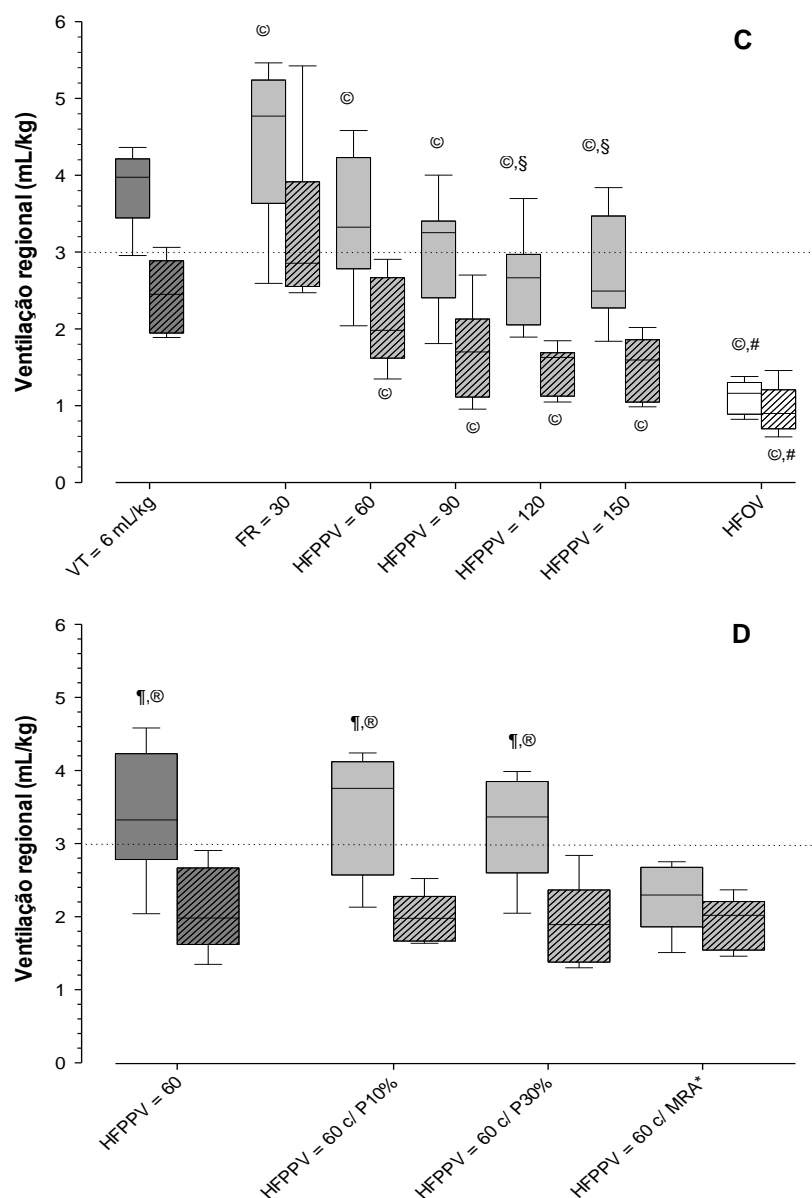 C
Ventilação regional (mL/kg)
6
5
4
3
2
1
0
©
©
©
©,§
©,§
©,#
©
©
©
©
©,#
VT = 6 mL/kg
FR = 30
HFPPV = 60
HFPPV = 90
HFPPV = 120
HFPPV = 150
HFOV
D
Ventilação regional (mL/kg)
6
5
4
3
2
1
0
¶,®
¶,®
¶,®
HFPPV = 60
HFPPV = 60 c/ P10%
HFPPV = 60 c/ P30%
HFPPV = 60 c/ MRA*